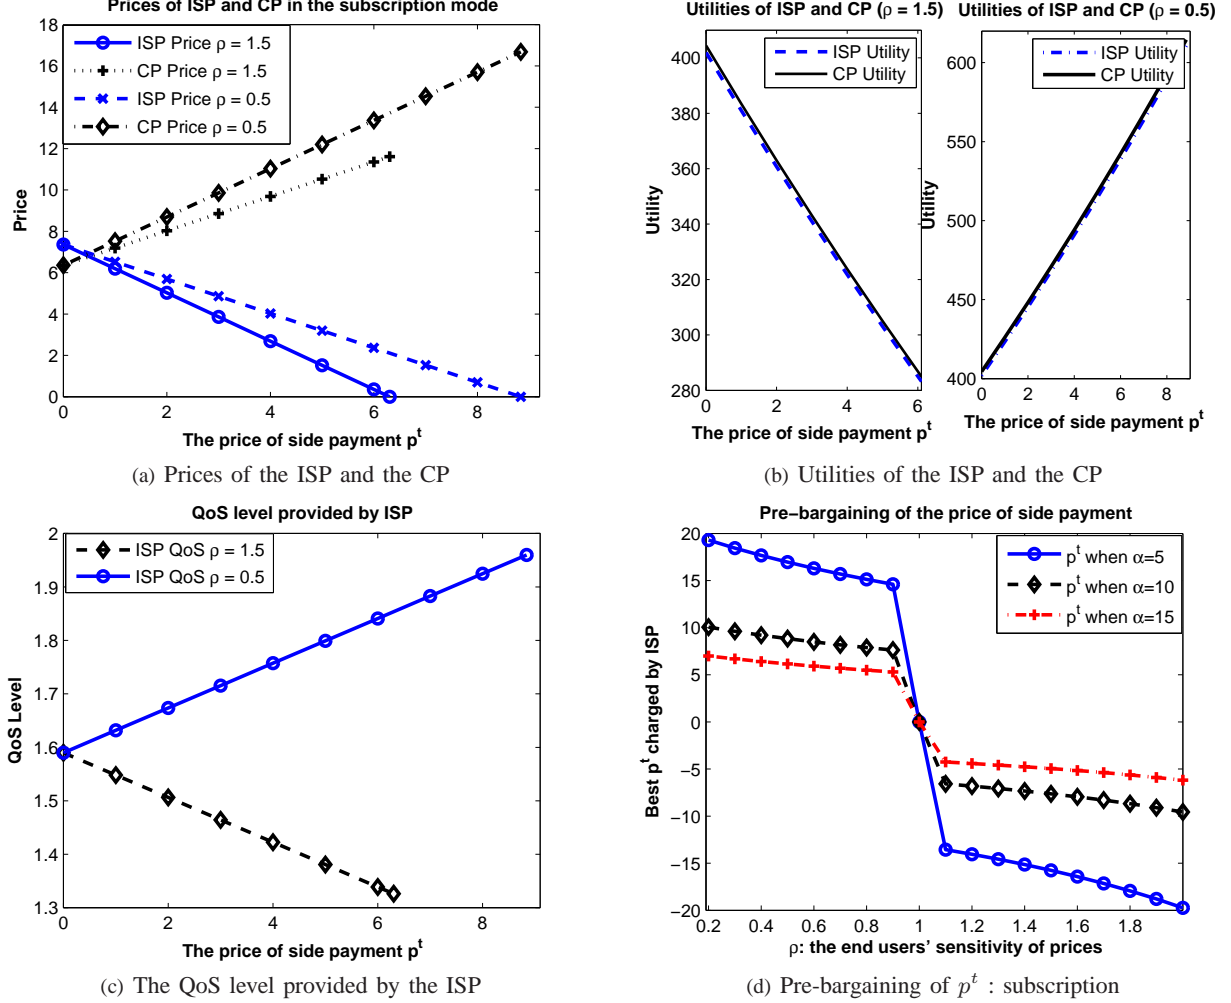 Prices of ISP and CP in the subscription mode
18
16
14
12
10
8
6
4
2
0
Price
ISP Price ρ = 1.5
CP Price ρ = 1.5
ISP Price ρ = 0.5
CP Price ρ = 0.5
0 2 4 6 8
The price of side payment p^t
(a) Prices of the ISP and the CP
Utilities of ISP and CP (ρ = 1.5)
400
380
360
340
320
300
280
Utility
ISP Utility
CP Utility
0 2 4 6
The price of side payment p^t
Utilities of ISP and CP (ρ = 0.5)
600
550
500
450
400
Utility
ISP Utility
CP Utility
0 2 4 6 8
The price of side payment p^t
(b) Utilities of the ISP and the CP
QoS level provided by ISP
2
1.9
1.8
1.7
1.6
1.5
1.4
1.3
QoS Level
ISP QoS ρ = 1.5
ISP QoS ρ = 0.5
0 2 4 6 8
The price of side payment p^t
(c) The QoS level provided by the ISP
Pre−bargaining of the price of side payment
20
15
10
5
0
−5
−10
−15
−20
Best p^t charged by ISP
p^t when α=5
p^t when α=10
p^t when α=15
0.2 0.4 0.6 0.8 1 1.2 1.4 1.6 1.8
ρ: the end users' sensitivity of prices
(d) Pre-bargaining of p^t : subscription